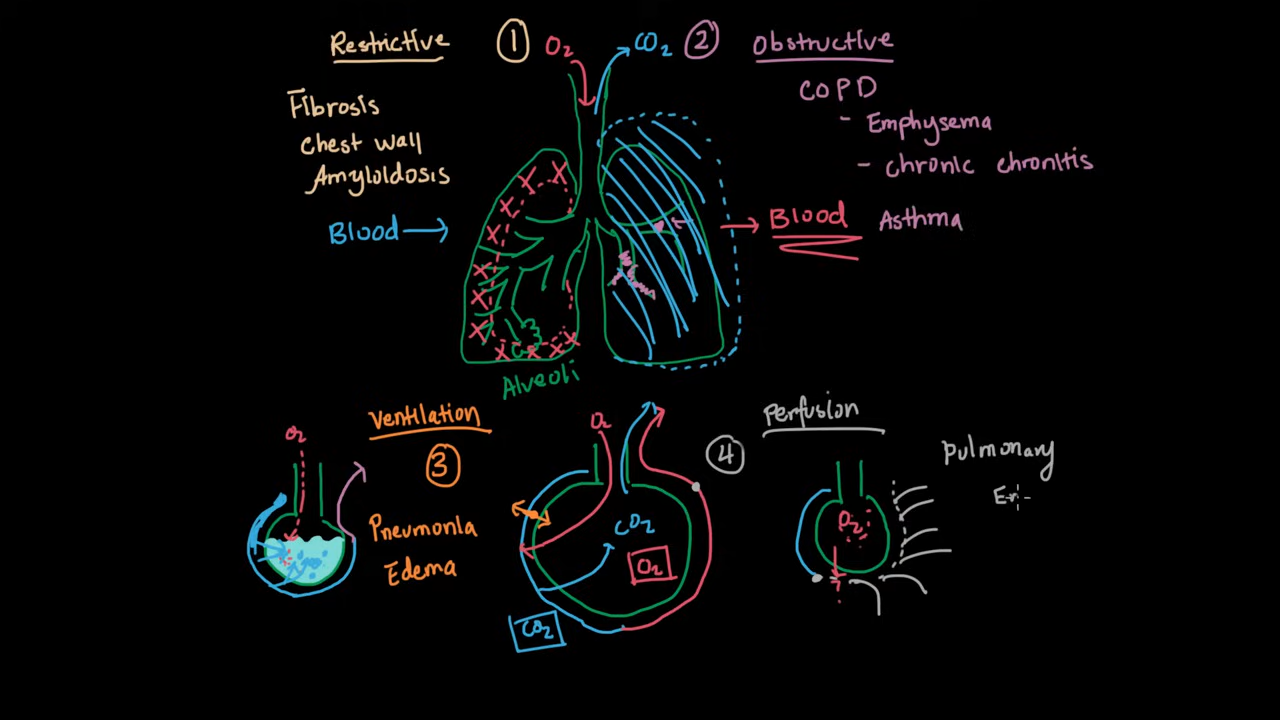 Restrictive
1
O2
CO2
2
Obstructive
Fibrosis
Chest wall
Amyloidosis
COPD
- Emphysema
- chronic chronitis
Blood
Blood
Asthma
Alveoli
Ventilation
3
Pneumonia
Edema
O2
O2
CO2
O2
CO2
4
Perfusion
O2
Pulmonary